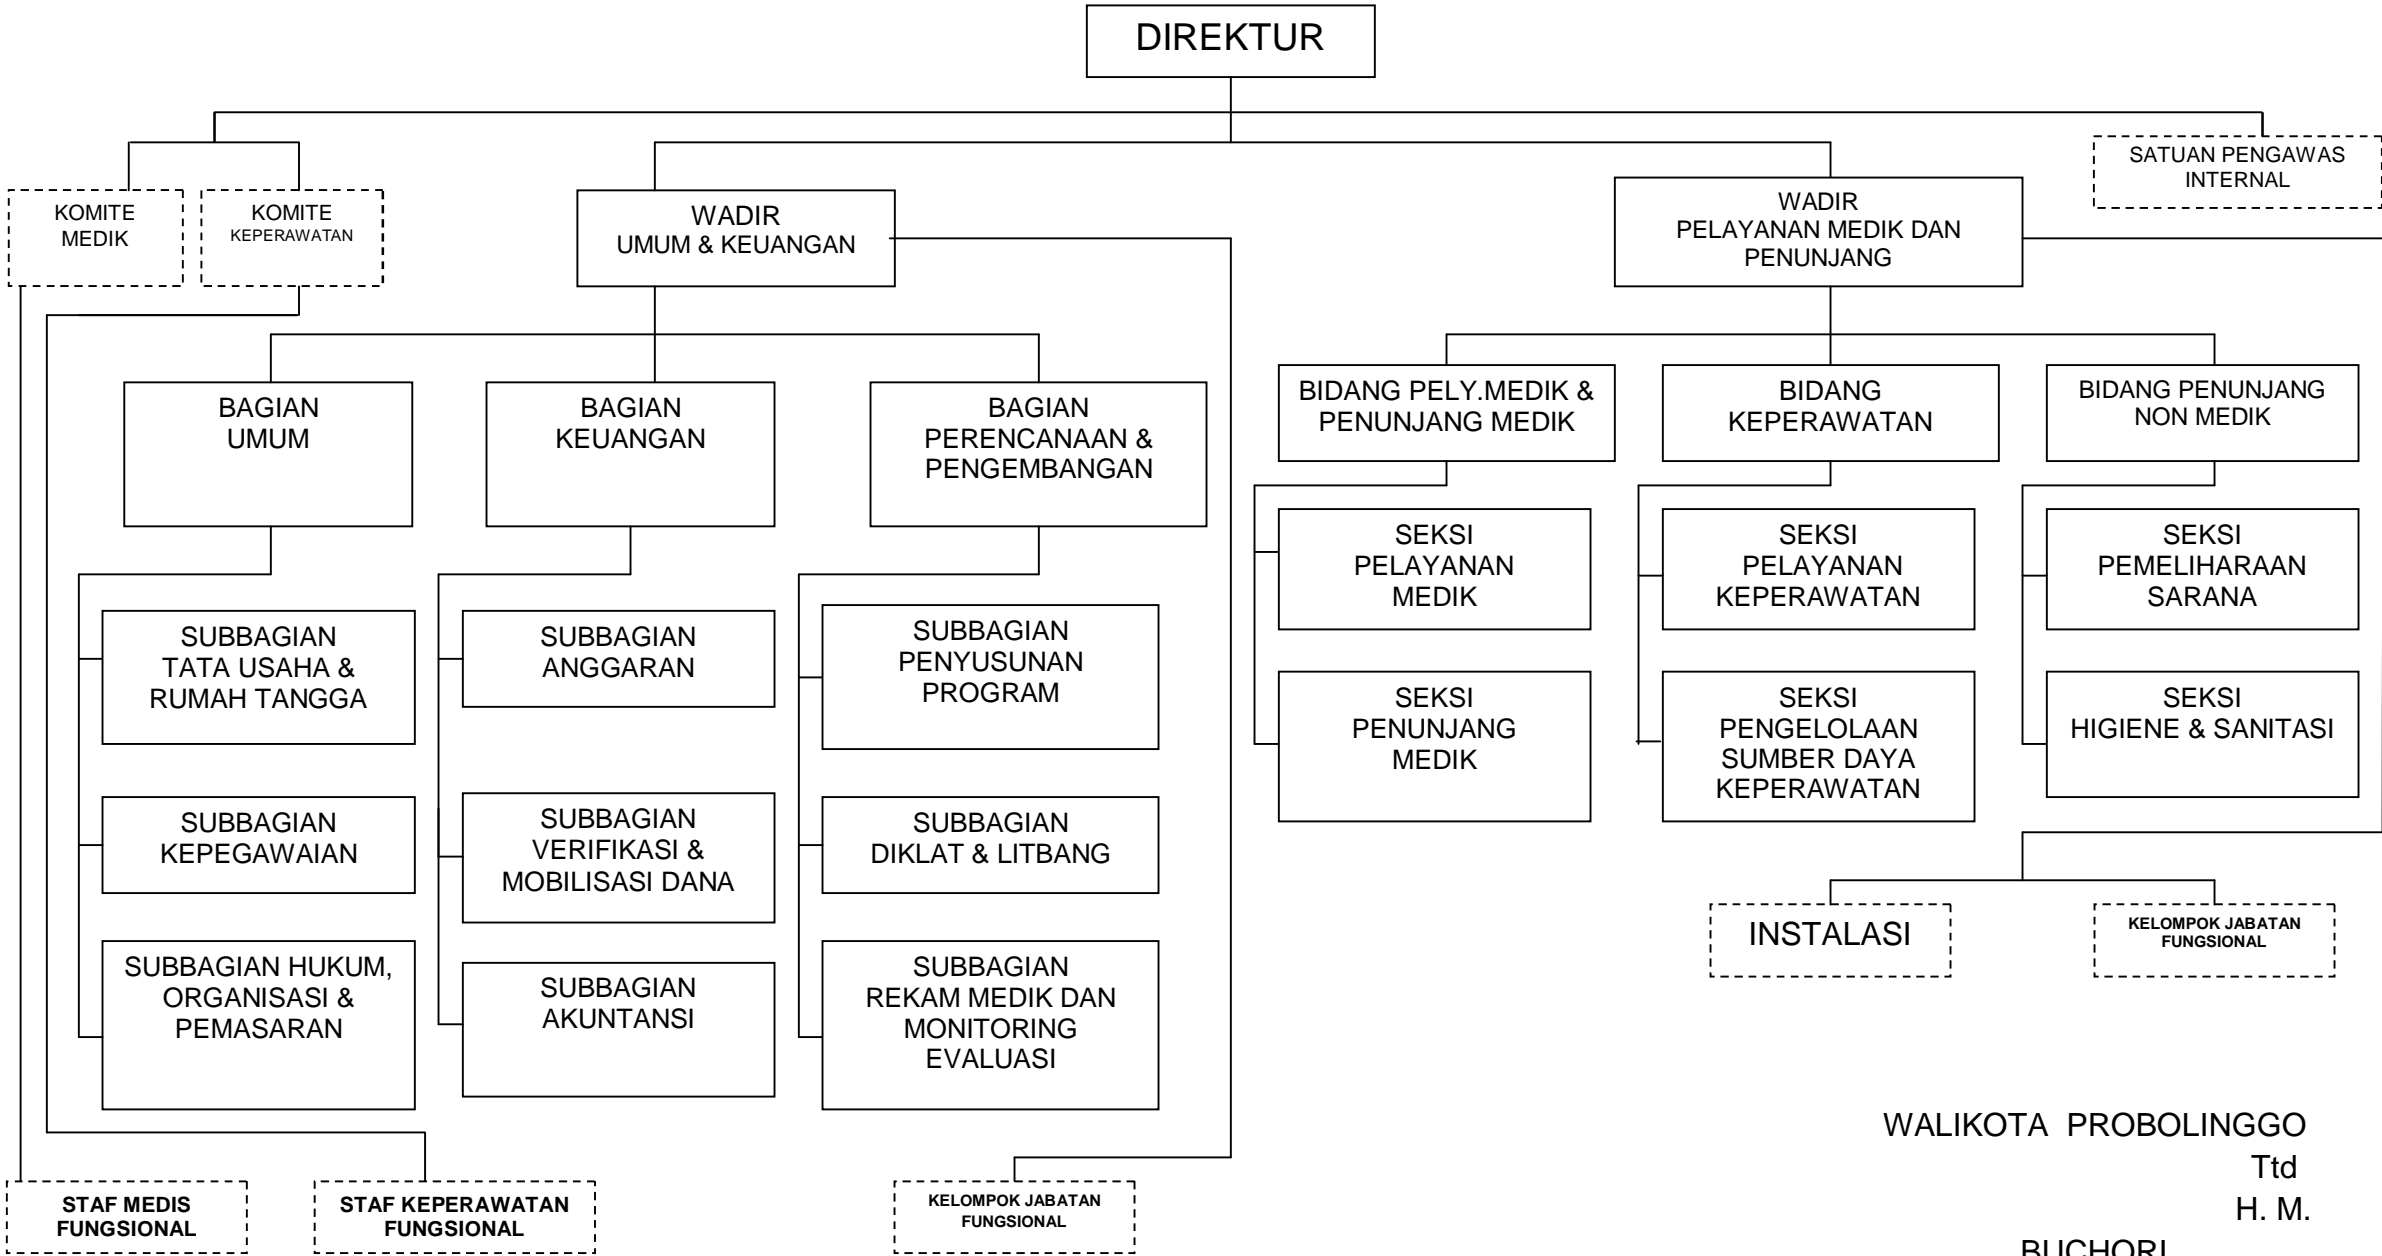 DIREKTUR
SATUAN PENGAWAS
INTERNAL
KOMITE
MEDIK
KOMITE
KEPERAWATAN
WADIR
UMUM & KEUANGAN
WADIR
PELAYANAN MEDIK DAN
PENUNJANG
BAGIAN
UMUM
BAGIAN
KEUANGAN
BAGIAN
PERENCANAAN &
PENGEMBANGAN
BIDANG PELY.MEDIK &
PENUNJANG MEDIK
BIDANG
KEPERAWATAN
BIDANG PENUNJANG
NON MEDIK
SEKSI
PELAYANAN
MEDIK
SEKSI
PELAYANAN
KEPERAWATAN
SEKSI
PEMELIHARAAN
SARANA
SUBBAGIAN
TATA USAHA &
RUMAH TANGGA
SUBBAGIAN
ANGGARAN
SUBBAGIAN
PENYUSUNAN
PROGRAM
SEKSI
PENUNJANG
MEDIK
SEKSI
PENGELOLAAN
SUMBER DAYA
KEPERAWATAN
SEKSI
HIGIENE & SANITASI
SUBBAGIAN
KEPEGAWAIAN
SUBBAGIAN
VERIFIKASI &
MOBILISASI DANA
SUBBAGIAN
DIKLAT & LITBANG
INSTALASI
KELOMPOK JABATAN
FUNGSIONAL
SUBBAGIAN HUKUM,
ORGANISASI &
PEMASARAN
SUBBAGIAN
AKUNTANSI
SUBBAGIAN
REKAM MEDIK DAN
MONITORING
EVALUASI
STAF MEDIS
FUNGSIONAL
STAF KEPERAWATAN
FUNGSIONAL
KELOMPOK JABATAN
FUNGSIONAL
WALIKOTA PROBOLINGGO
Ttd
H. M.
BUCHORI